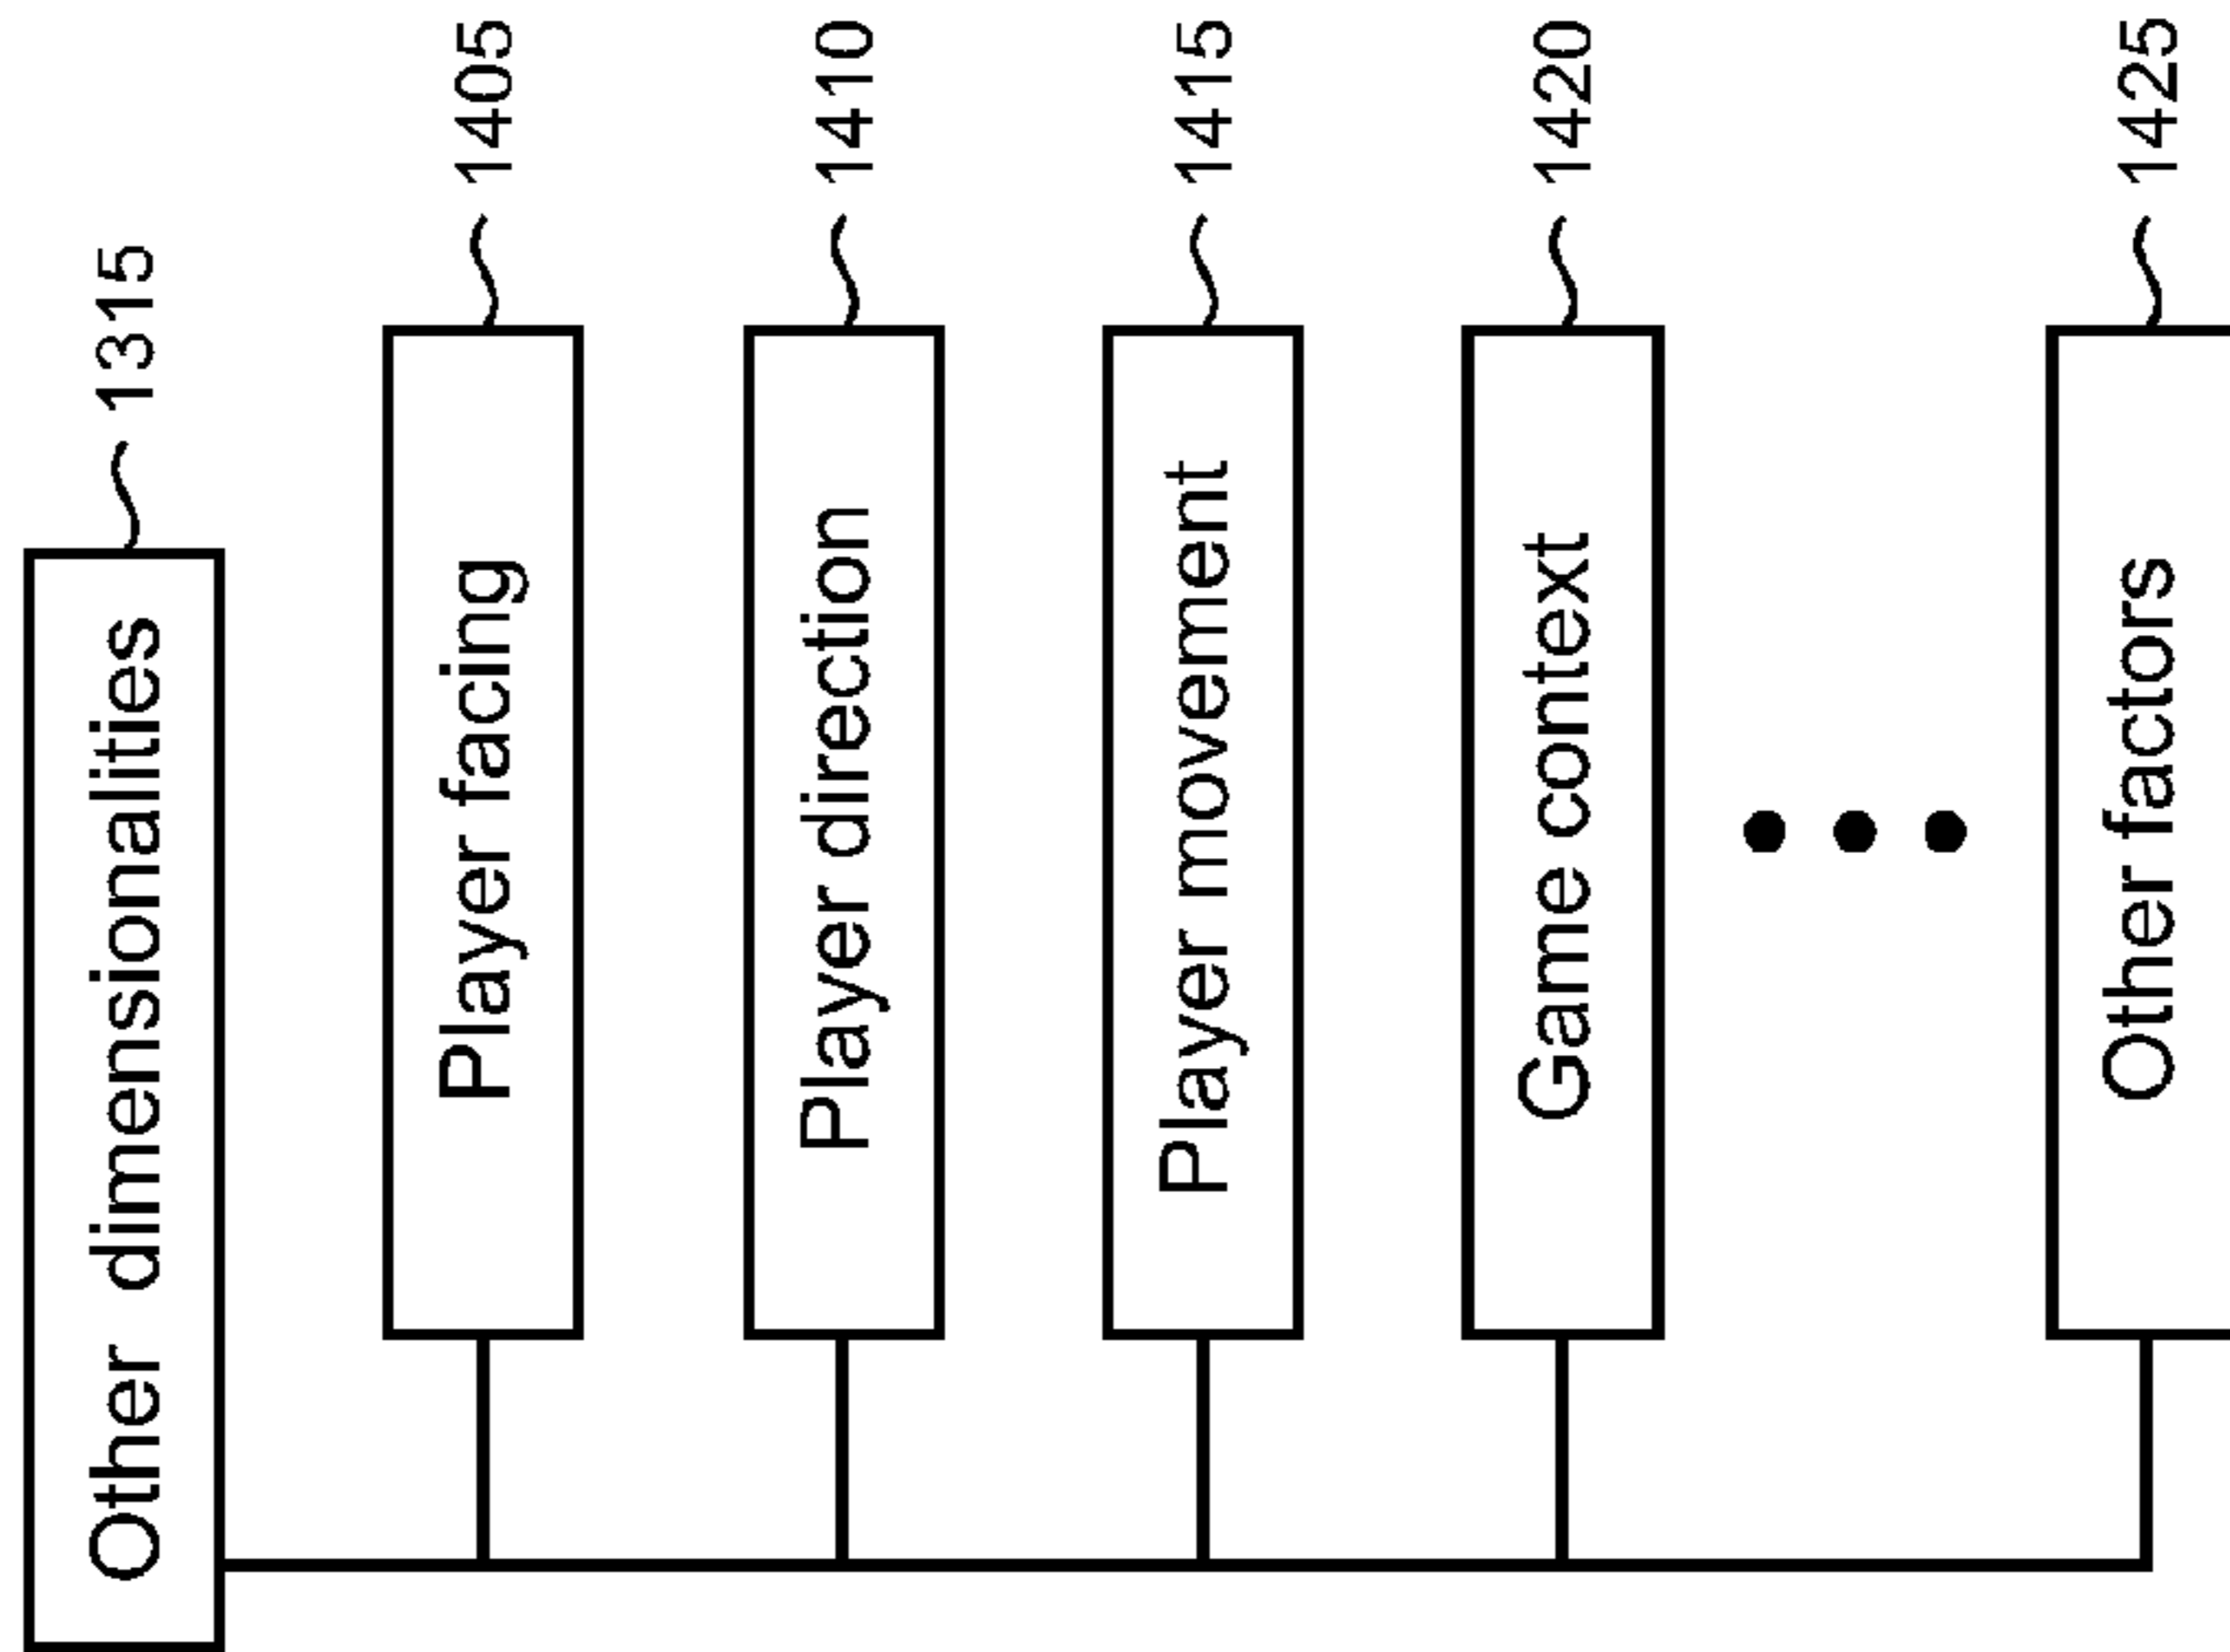 Other dimensionalities 1315
Player facing 1405
Player direction 1410
Player movement 1415
Game context 1420
Other factors 1425